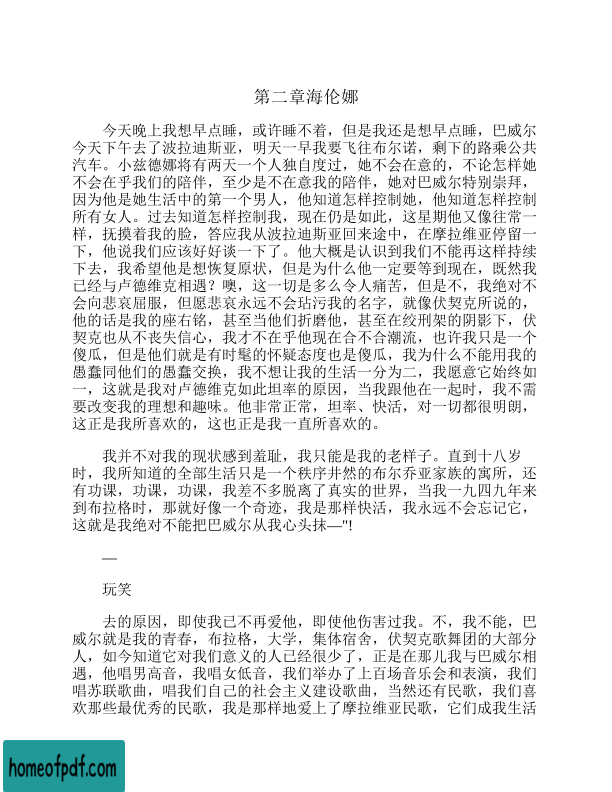 第二章海伦娜
今天晚上我想早点睡，或许睡不着，但是我还是想早点睡，巴威尔
今天下午去了波拉迪斯亚，明天一早我要飞往布尔诺，剩下的路乘公共
汽车。小兹德娜将有两天一个人独自度过，她不会在意的，不论怎样她
不会在乎我们的陪伴，至少是不在意我的陪伴，她对巴威尔特别崇拜，
因为他是她生活中的第一个男人，他知道怎样控制她，他知道怎样控制
所有女人。过去知道怎样控制我，现在仍是如此，这星期他又像往常一
样，抚摸着我的脸，答应我从波拉迪斯亚回来途中，在摩拉维亚停留一
下，他说我们应该好好谈一下了。他大概是认识到我们不能再这样持续
下去，我希望他是想恢复原状，但是为什么他一定要等到现在，既然我
已经与卢德维克相遇？噢，这一切是多么令人痛苦，但是不，我绝对不
会向悲哀屈服，但愿悲哀永远不会玷污我的名字，就像伏契克所说的，
他的话是我的座右铭，甚至当他们折磨他，甚至在绞刑架的阴影下，伏
契克也从不丧失信心，我才不在乎他现在合不合潮流，也许我只是一个
傻瓜，但是他们就是有时髦的怀疑态度也是傻瓜，我为什么不能用我的
愚蠢同他们的愚蠢交换，我不想让我的生活一分为二，我愿意它始终如
一，这就是我对卢德维克如此坦率的原因，当我跟他在一起时，我不需
要改变我的理想和趣味。他非常正常，坦率、快活，对一切都很明朗，
这正是我所喜欢的，这也正是我一直所喜欢的。
我并不对我的现状感到羞耻，我只能是我的老样子。直到十八岁
时，我所知道的全部生活只是一个秩序井然的布尔乔亚家族的寓所，还
有功课，功课，功课，我差不多脱离了真实的世界，当我一九四九年来
到布拉格时，那就好像一个奇迹，我是那样快活，我永远不会忘记它，
这就是我绝对不能把巴威尔从我心头抹—"!
—
玩笑
去的原因，即使我已不再爱他，即使他伤害过我。不，我不能，巴
威尔就是我的青春，布拉格，大学，集体宿舍，伏契克歌舞团的大部分
人，如今知道它对我们意义的人已经很少了，正是在那儿我与巴威尔相
遇，他唱男高音，我唱女低音，我们举办了上百场音乐会和表演，我们
唱苏联歌曲，唱我们自己的社会主义建设歌曲，当然还有民歌，我们喜
欢那些最优秀的民歌，我是那样地爱上了摩拉维亚民歌，它们成我生活
homeofpdf.com